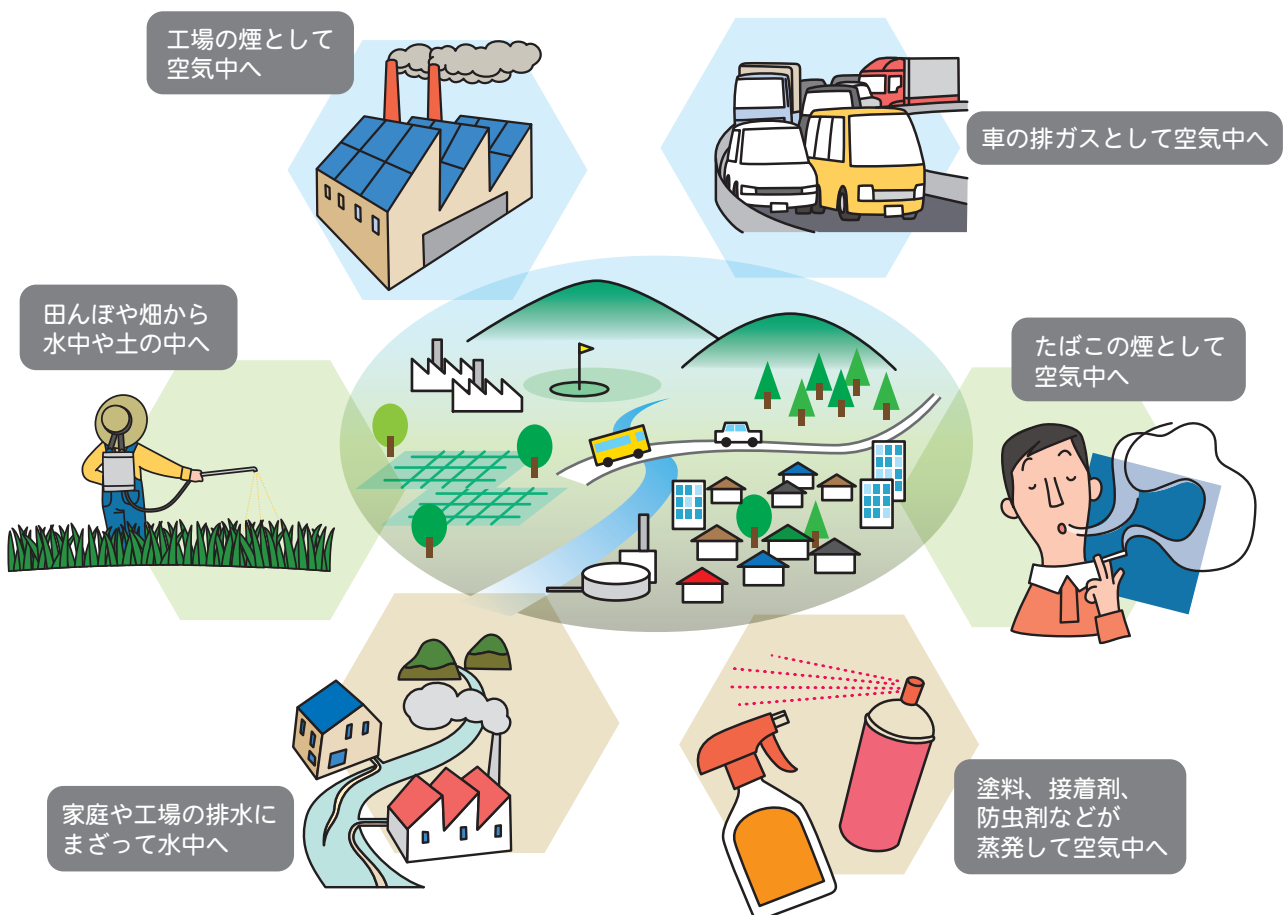 工場の煙として
空気中へ
車の排ガスとして空気中へ
田んぼや畑から
水中や土の中へ
たばこの煙として
空気中へ
家庭や工場の排水に
まざって水中へ
塗料、接着剤、
防虫剤などが
蒸発して空気中へ